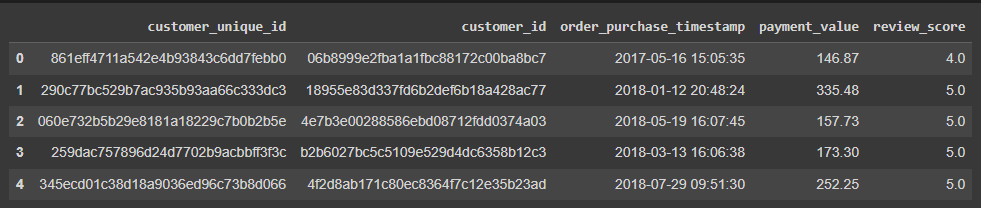 customer_unique_id customer_id order_purchase_timestamp payment_value review_score
0 861eff4711a542e4b93843c6dd7febb0 06b8999e2fba1a1fbc88172c00ba8bc7 2017-05-16 15:05:35 146.87 4.0
1 290c77bc529b7ac935b93aa66c333dc3 18955e83d337fd6b2def6b18a428ac77 2018-01-12 20:48:24 335.48 5.0
2 060e732b5b29e8181a18229c7b0b2b5e 4e7b3e00288586ebd08712fdd0374a03 2018-05-19 16:07:45 157.73 5.0
3 259dac757896d24d7702b9acbbff3f3c b2b6027bc5c5109e529d4dc6358b12c3 2018-03-13 16:06:38 173.30 5.0
4 345ecd01c38d18a9036ed96c73b8d066 4f2d8ab171c80ec8364f7c12e35b23ad 2018-07-29 09:51:30 252.25 5.0